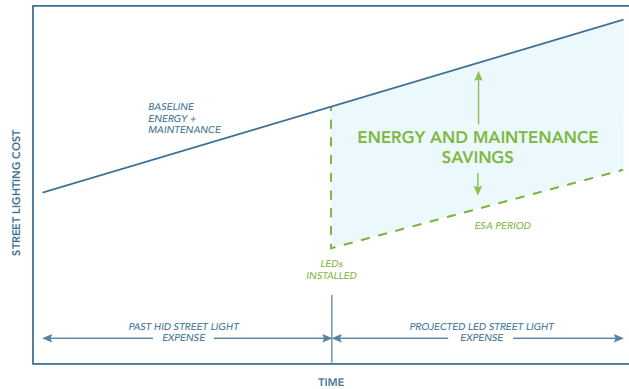 BASELINE
ENERGY +
MAINTENANCE
ENERGY AND MAINTENANCE
SAVINGS
STREET LIGHTING COST
ESA PERIOD
LEDs
INSTALLED
PAST HID STREET LIGHT
EXPENSE
PROJECTED LED STREET LIGHT
EXPENSE
TIME